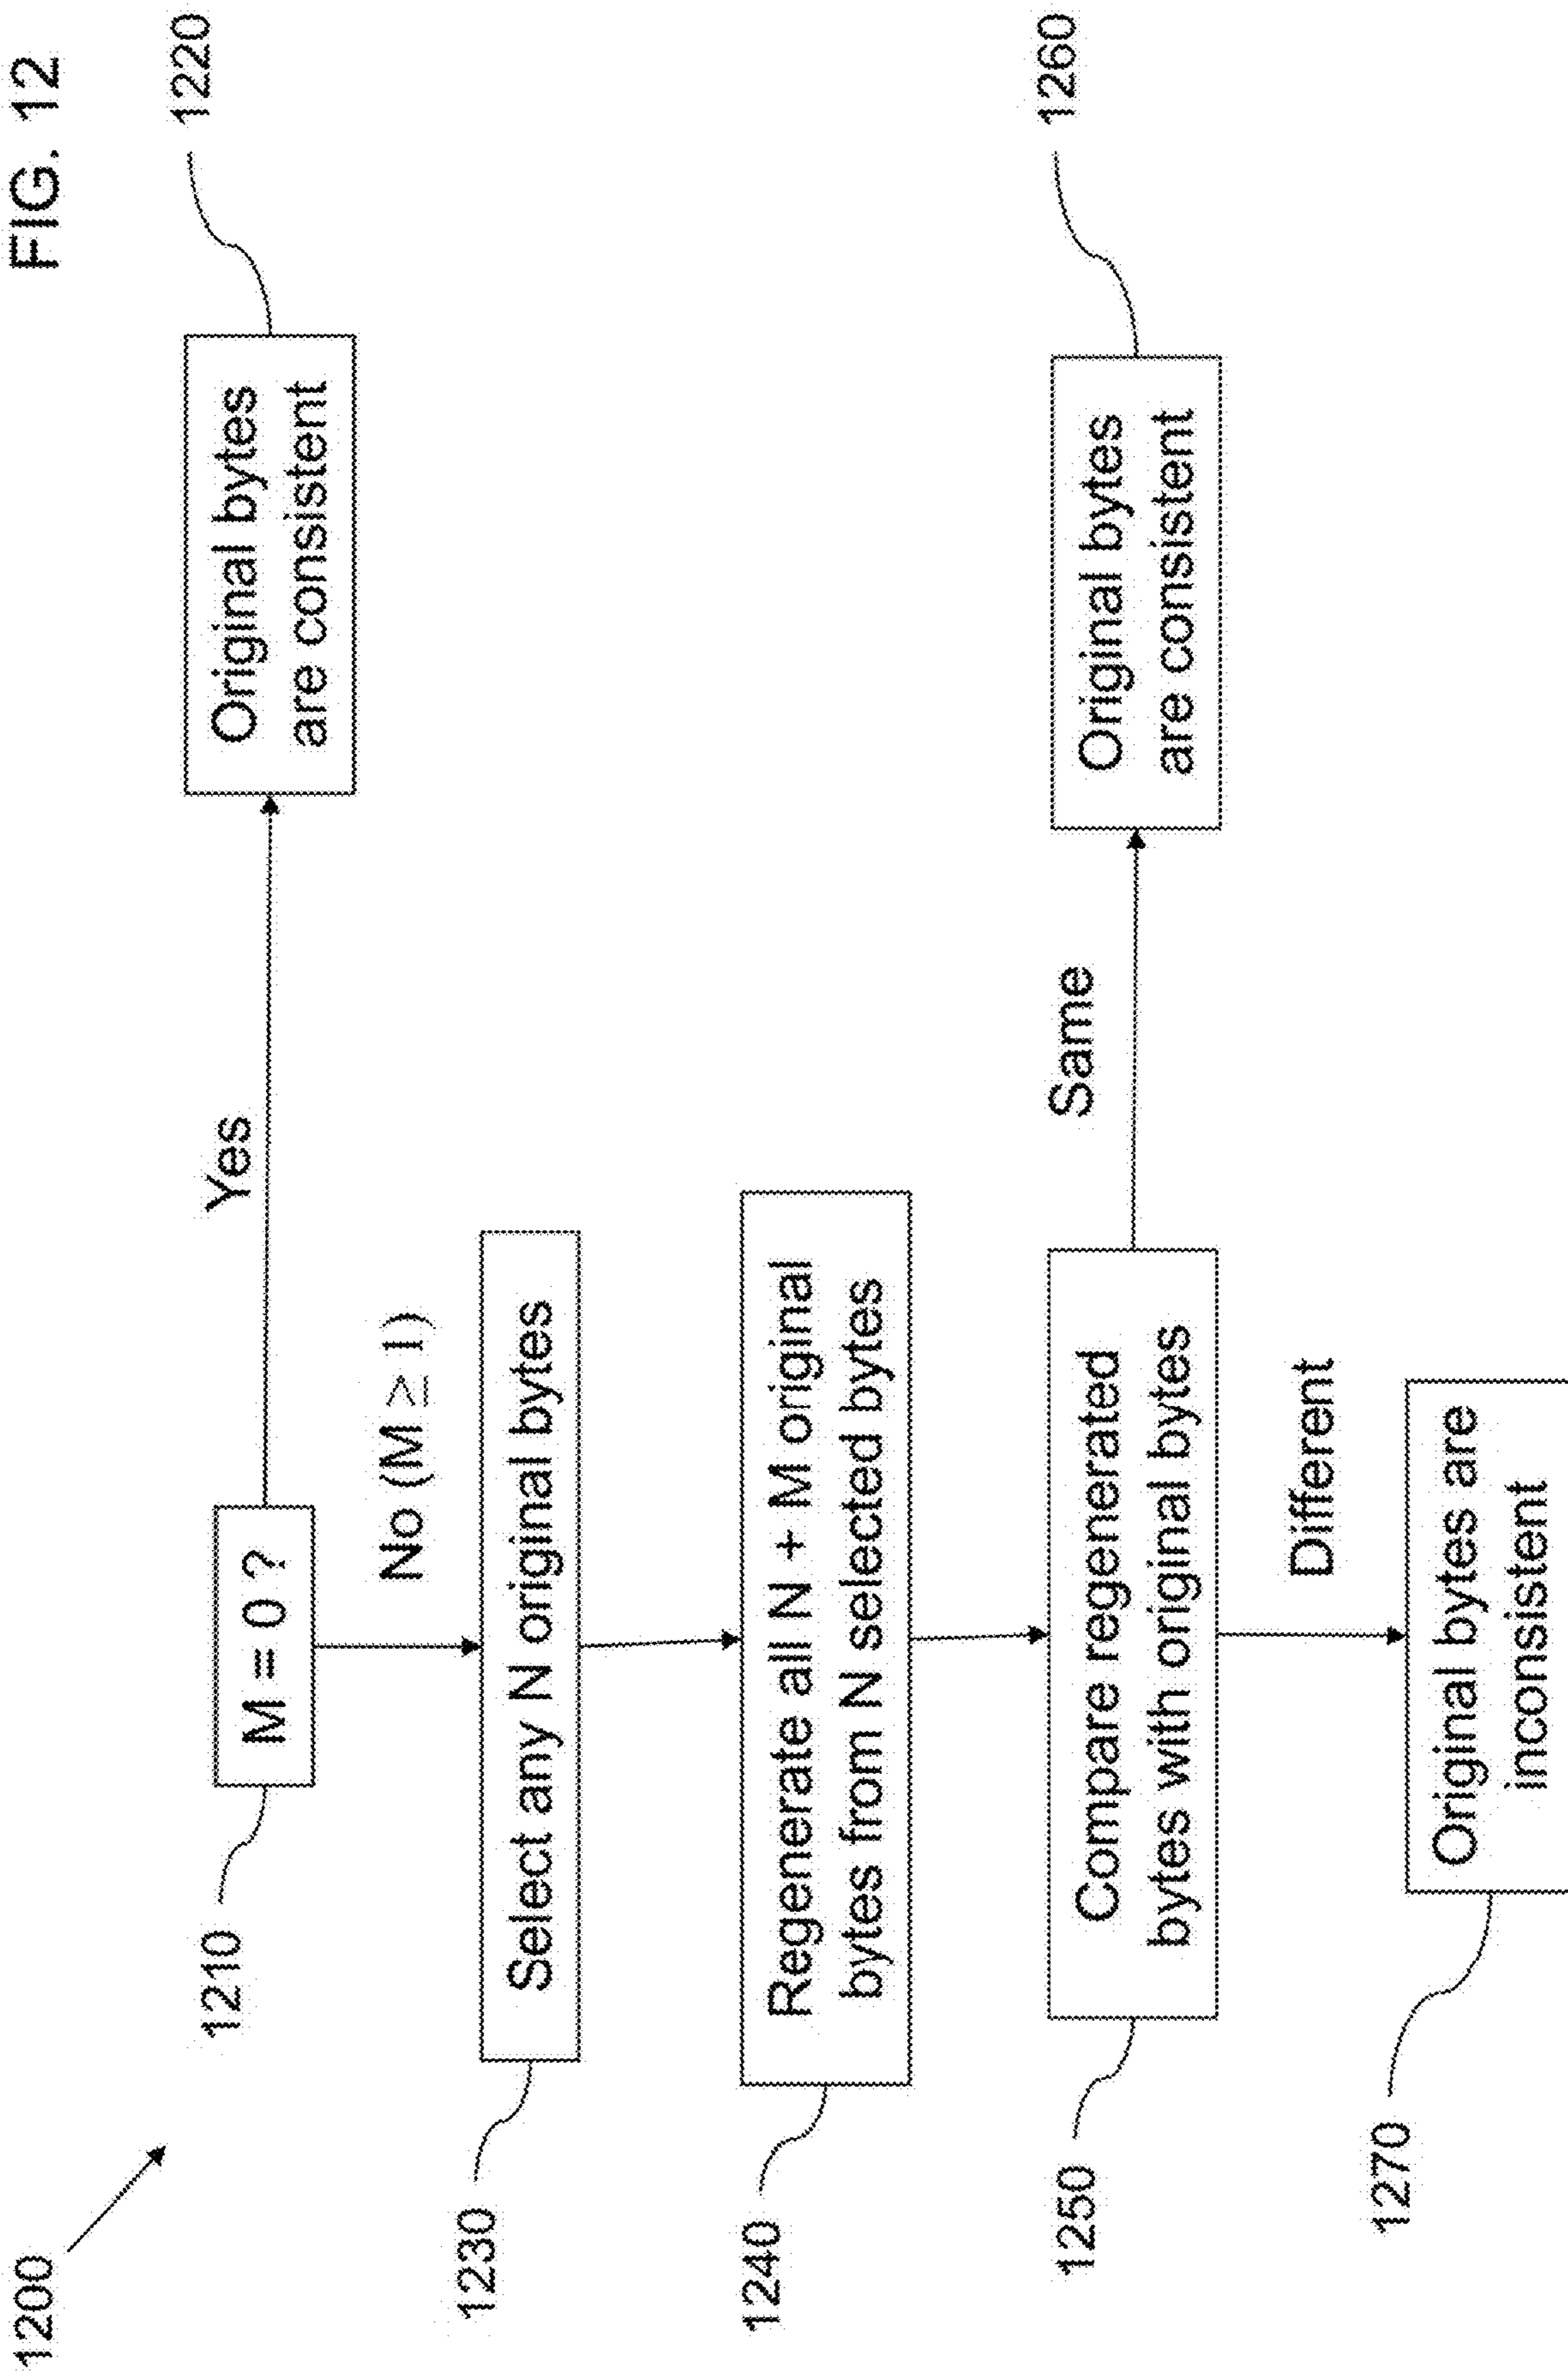 FIG. 12
1200
1210
M = 0 ?
Yes
Original bytes
are consistent
1220
No (M ≥ 1)
1230
Select any N original bytes
1240
Regenerate all N + M original
bytes from N selected bytes
1250
Compare regenerated
bytes with original bytes
Same
Original bytes
are consistent
1260
Different
1270
Original bytes are
inconsistent